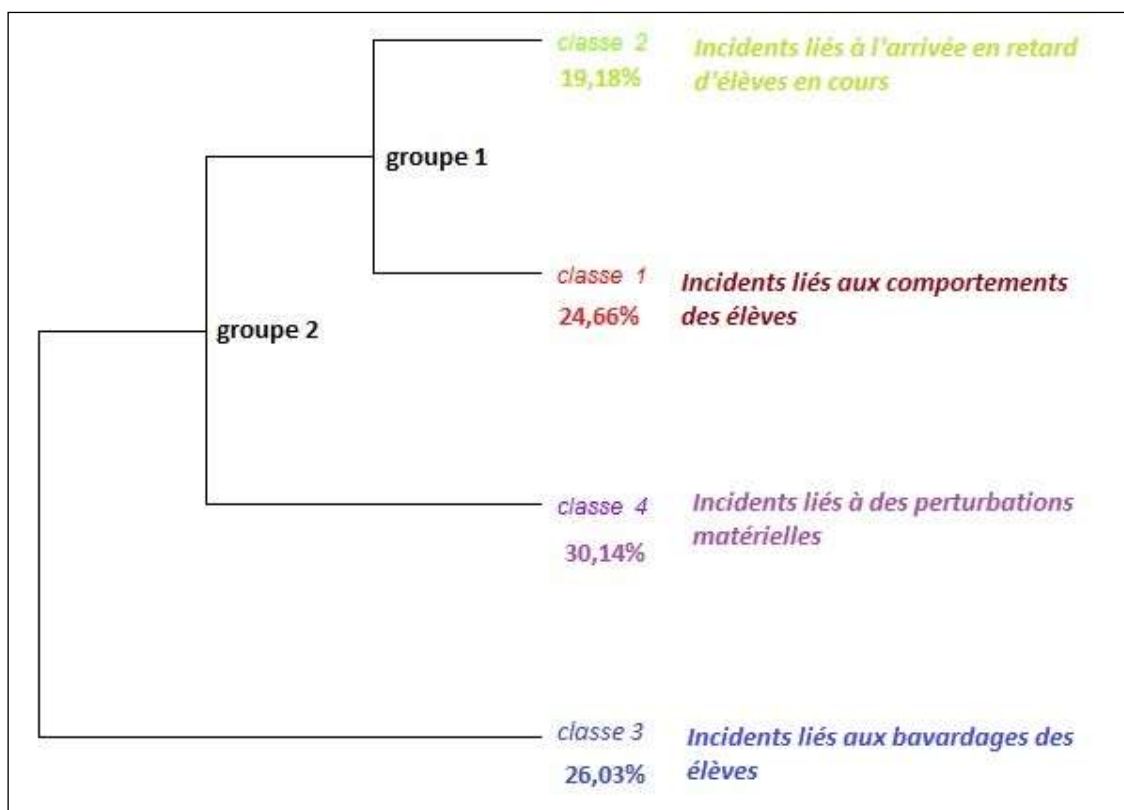 classe 2
19,18%
Incidents liés à l'arrivée en retard
d'élèves en cours
groupe 1
classe 1
24,66%
Incidents liés aux comportements
des élèves
groupe 2
classe 4
30,14%
Incidents liés à des perturbations
matérielles
classe 3
26,03%
Incidents liés aux bavardages des
élèves